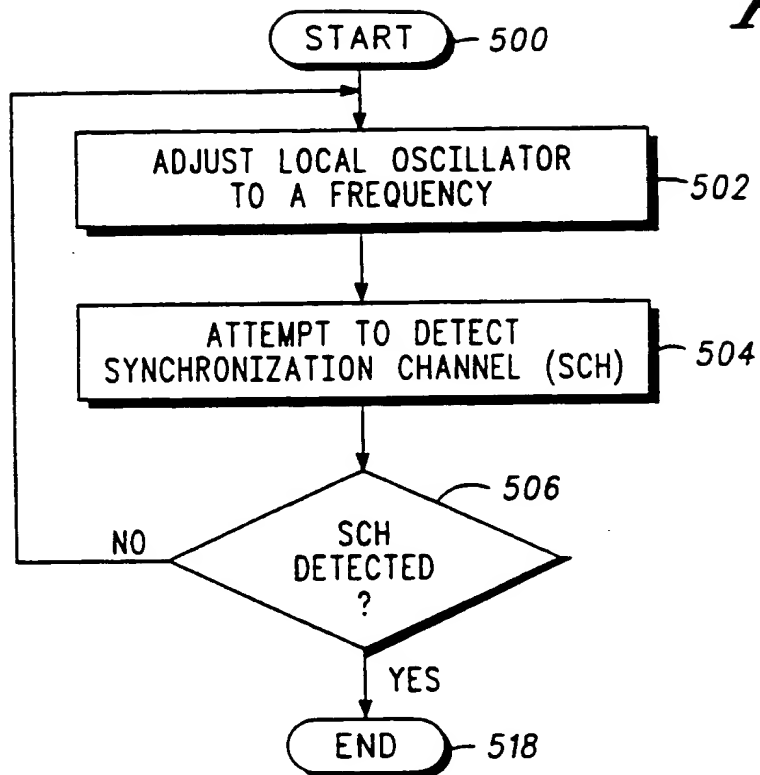 START
500
ADJUST LOCAL OSCILLATOR
TO A FREQUENCY
502
ATTEMPT TO DETECT
SYNCHRONIZATION CHANNEL (SCH)
504
506
SCH
DETECTED
?
NO
YES
END
518